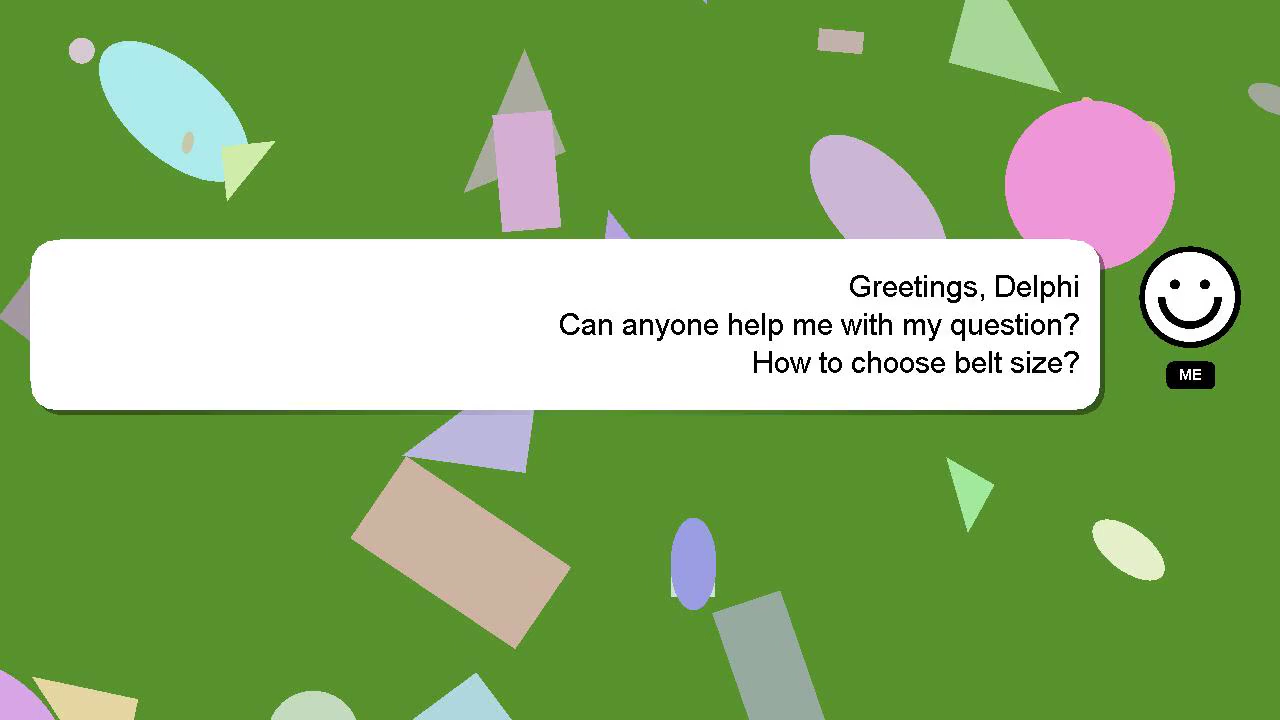 Greetings, Delphi
Can anyone help me with my question?
How to choose belt size?
ME